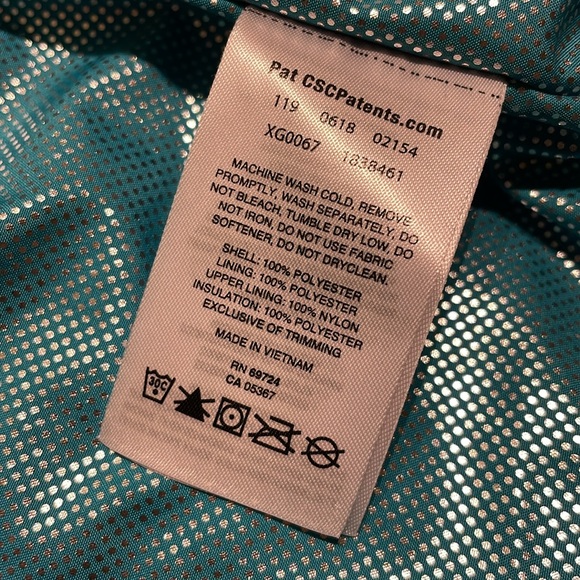 Pat CSCPatents.com
119 0618 02154
XG0067 1838461
MACHINE WASH COLD, REMOVE
PROMPTLY, WASH SEPARATELY, DO
NOT BLEACH, TUMBLE DRY LOW, DO
NOT IRON, DO NOT USE FABRIC
SOFTENER, DO NOT DRYCLEAN.
SHELL: 100% POLYESTER
LINING: 100% POLYESTER
UPPER LINING: 100% NYLON
INSULATION: 100% POLYESTER
EXCLUSIVE OF TRIMMING
MADE IN VIETNAM
RN 69724
CA 05367
30C